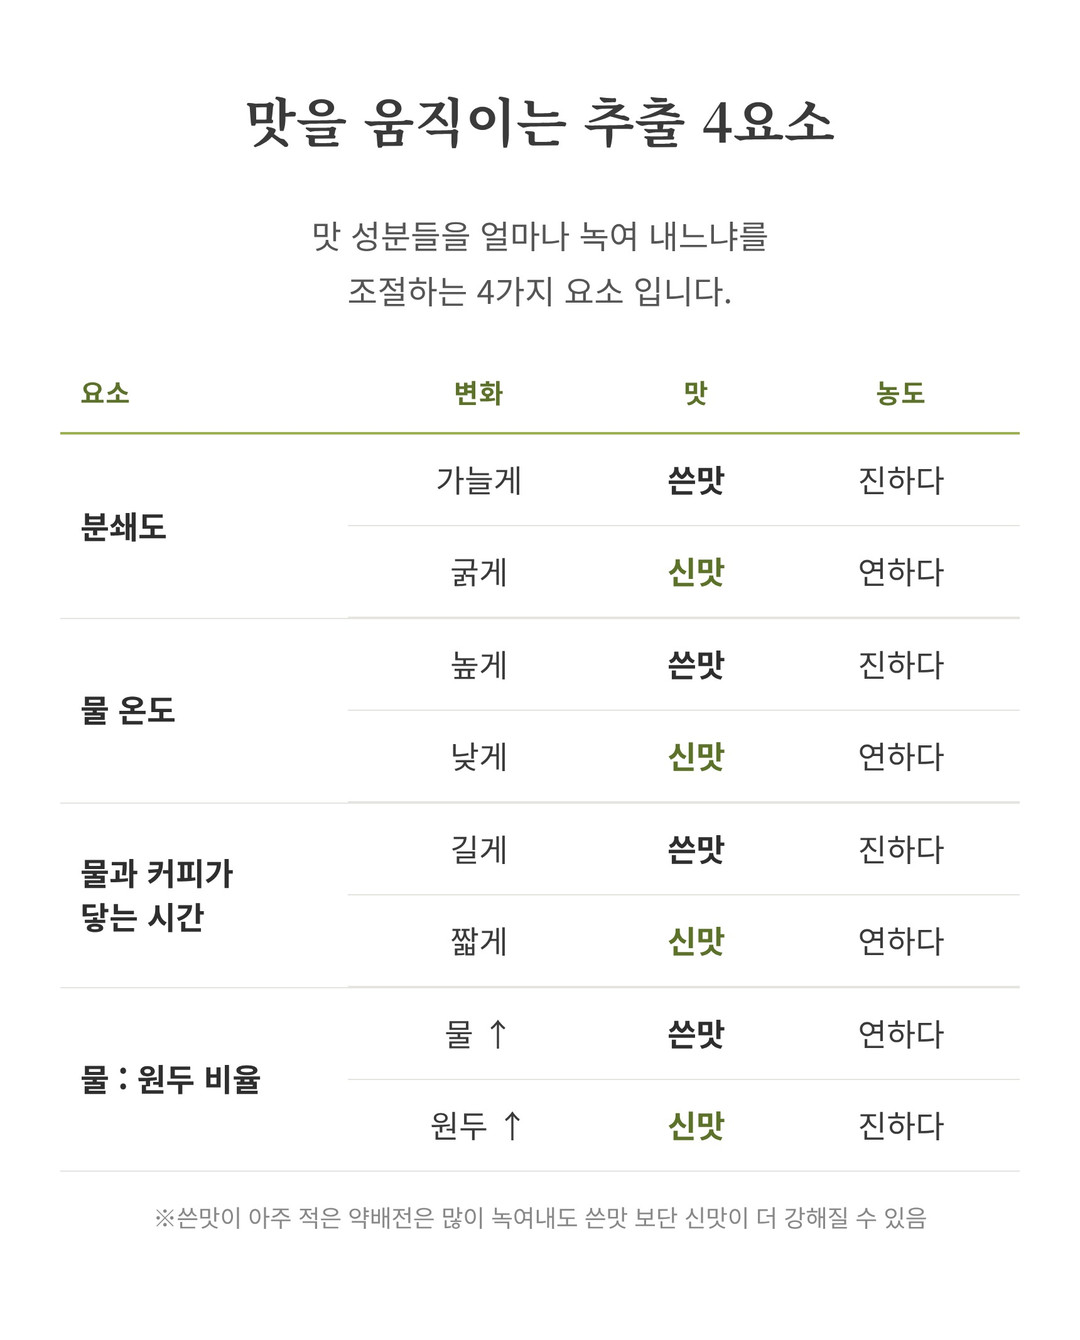 맛을 움직이는 추출 4요소
맛 성분들을 얼마나 녹여 내느냐를
조절하는 4가지 요소 입니다.
요소 변화 맛 농도
분쇄도
가늘게 쓴맛 진하다
굵게 신맛 연하다
물 온도
높게 쓴맛 진하다
낮게 신맛 연하다
물과 커피가
닿는 시간
길게 쓴맛 진하다
짧게 신맛 연하다
물 : 원두 비율
물 ↑ 쓴맛 연하다
원두 ↑ 신맛 진하다
※쓴맛이 아주 적은 약배전은 많이 녹여내도 쓴맛 보단 신맛이 더 강해질 수 있음